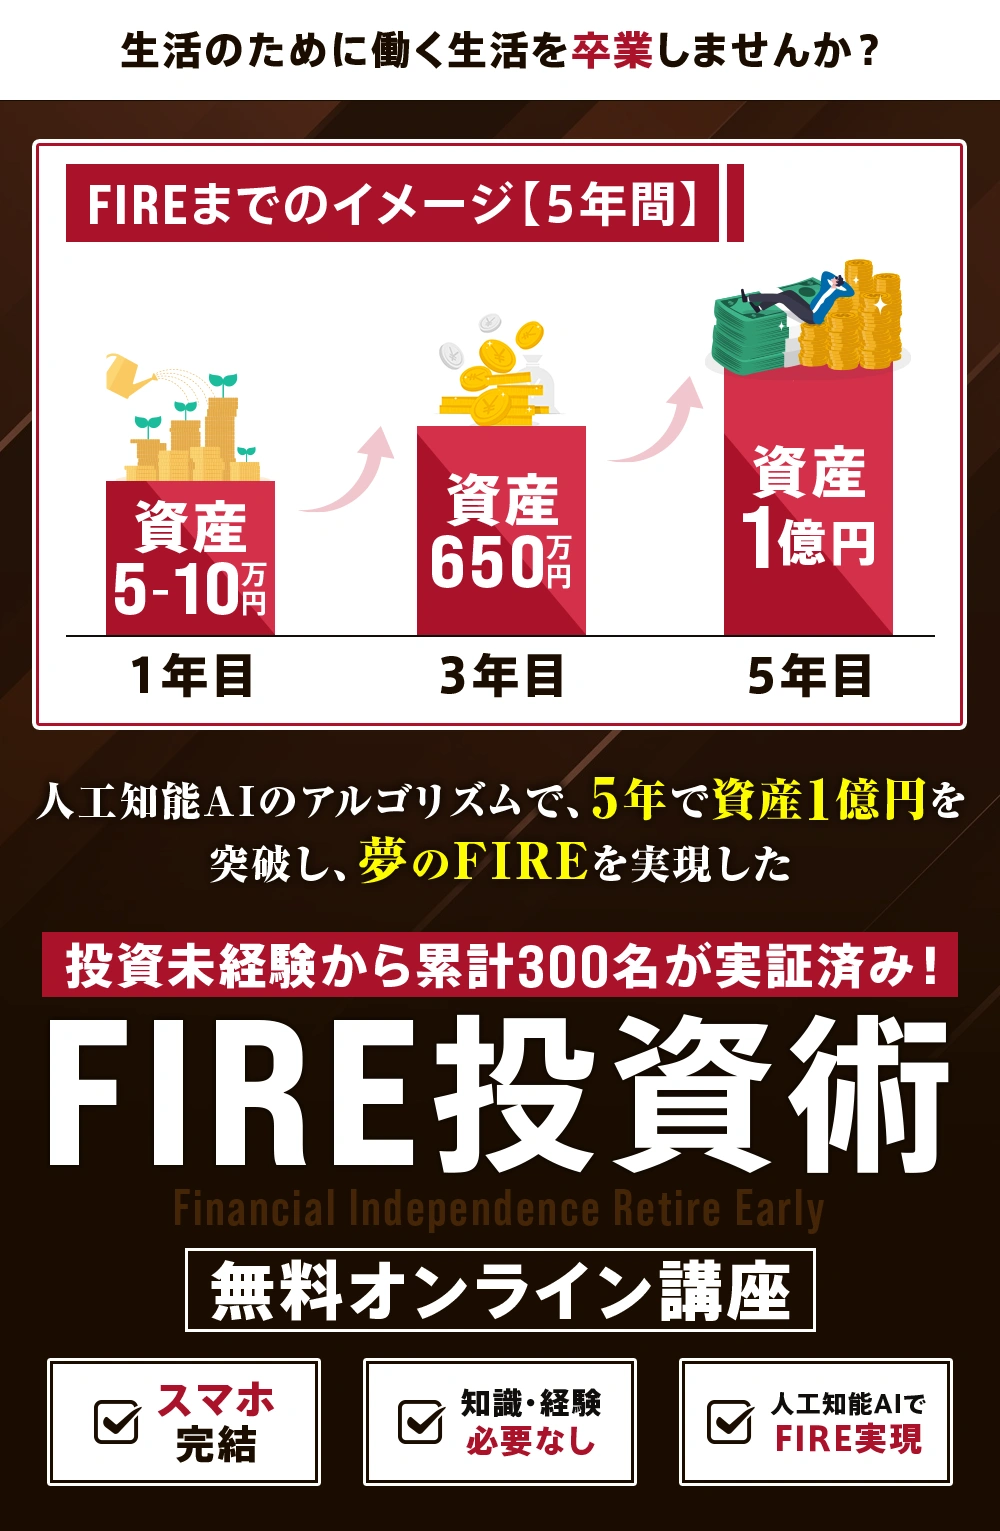 生活のために働く生活を卒業しませんか？
FIREまでのイメージ【5年間】
資産
5-10万円
資産
650万円
資産
1億円
1年目
3年目
5年目
人工知能AIのアルゴリズムで、5年で資産1億円を
突破し、夢のFIREを実現した
投資未経験から累計300名が実証済み！
FIRE投資術
Financial Independence Retire Early
無料オンライン講座
スマホ
完結
知識・経験
必要なし
人工知能AIで
FIRE実現